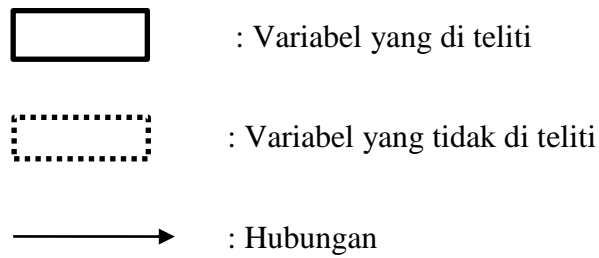 : Variabel yang di teliti
: Variabel yang tidak di teliti
: Hubungan